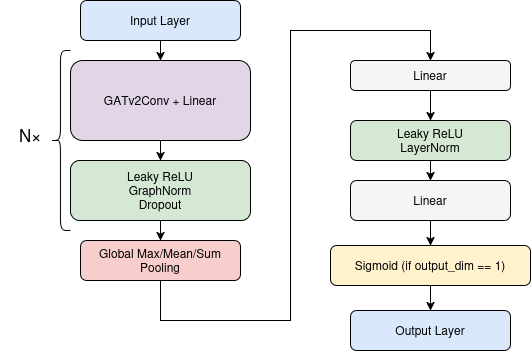 Input Layer
N×
GATv2Conv + Linear
Leaky ReLU
GraphNorm
Dropout
Global Max/Mean/Sum
Pooling
Linear
Leaky ReLU
LayerNorm
Linear
Sigmoid (if output_dim == 1)
Output Layer